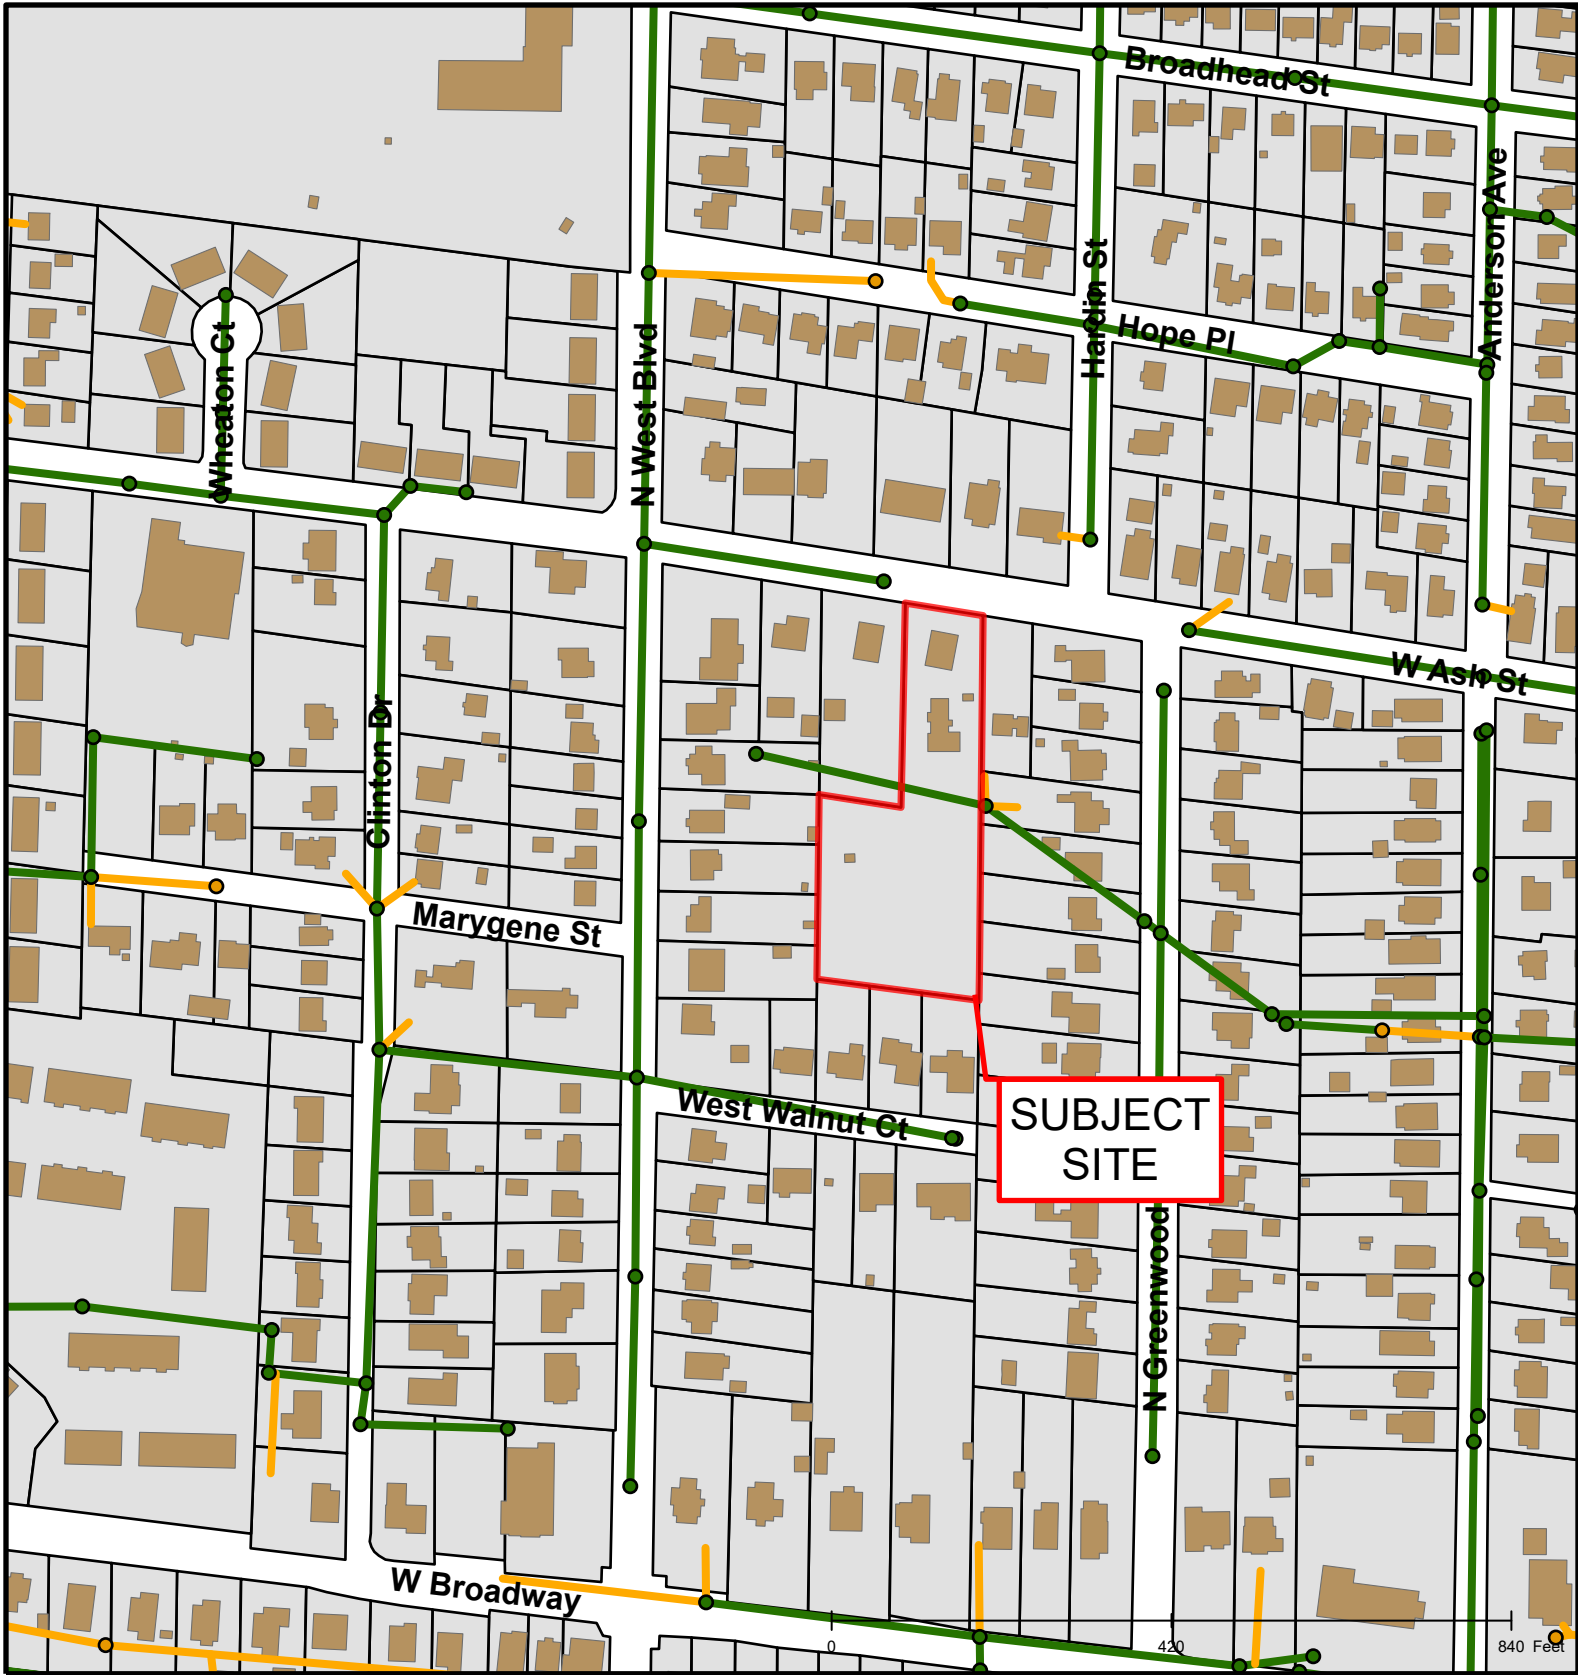 Broadhead St
Anderson Ave
Hardin St
Hope Pl
N West Blvd
Wheaton Ct
W Ash St
Clinton Dr
Marygene St
West Walnut Ct
SUBJECT
SITE
N Greenwood
W Broadway
0 420 840 Feet